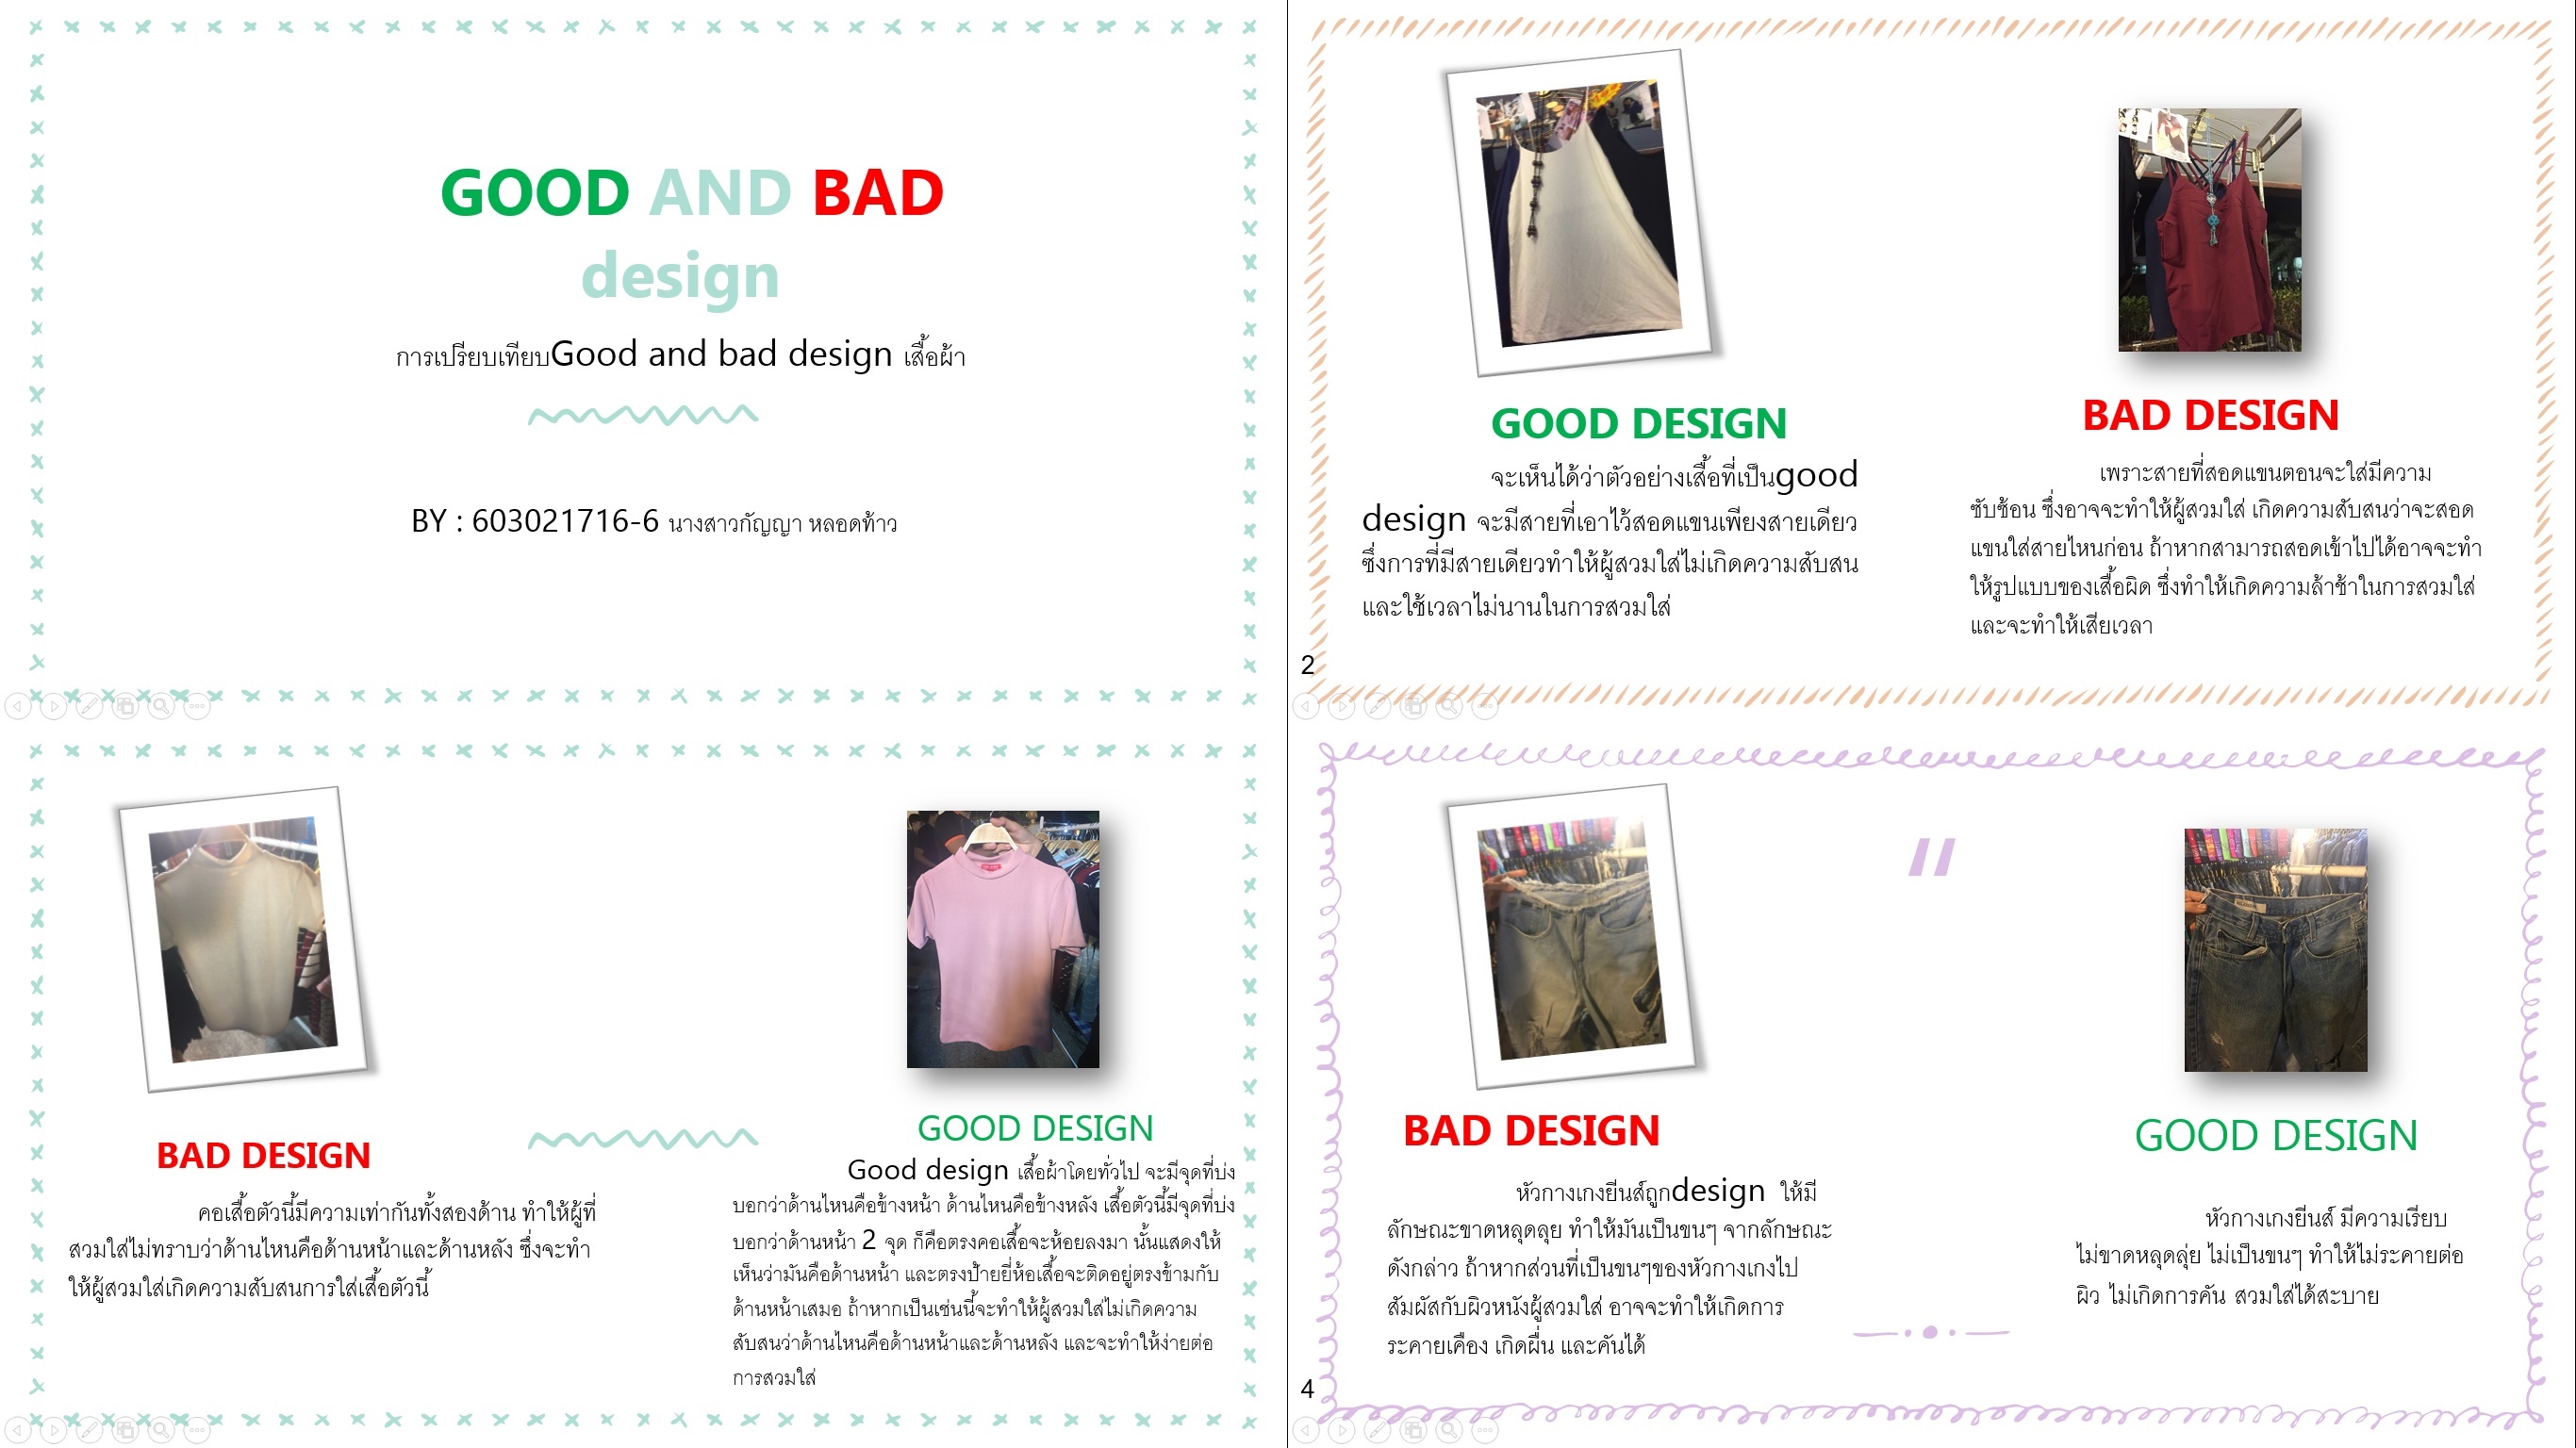 GOOD AND BAD
design
การเปรียบเทียบGood and bad design เสื้อผ้า
BY : 603021716-6 นางสาวกัญญา หลอดท้าว
GOOD DESIGN
จะเห็นได้ว่าตัวอย่างเสื้อที่เป็นgood
design จะมีสายที่เอาไว้สอดแขนเพียงสายเดียว
ซึ่งการที่มีสายเดียวทำให้ผู้สวมใส่ไม่เกิดความสับสน
และใช้เวลาไม่นานในการสวมใส่
BAD DESIGN
เพราะสายที่สอดแขนตอนจะใส่มีความ
ซับซ้อน ซึ่งอาจจะทำให้ผู้สวมใส่ เกิดความสับสนว่าจะสอด
แขนใส่สายไหนก่อน ถ้าหากสามารถสอดเข้าไปได้อาจจะทำ
ให้รูปแบบของเสื้อผิด ซึ่งทำให้เกิดความล้าช้าในการสวมใส่
และจะทำให้เสียเวลา
2
BAD DESIGN
คอเสื้อตัวนี้มีความเท่ากันทั้งสองด้าน ทำให้ผู้ที่
สวมใส่ไม่ทราบว่าด้านไหนคือด้านหน้าและด้านหลัง ซึ่งจะทำ
ให้ผู้สวมใส่เกิดความสับสนการใส่เสื้อตัวนี้
GOOD DESIGN
Good design เสื้อผ้าโดยทั่วไป จะมีจุดที่บ่ง
บอกว่าด้านไหนคือข้างหน้า ด้านไหนคือข้างหลัง เสื้อตัวนี้มีจุดที่บ่ง
บอกว่าด้านหน้า 2 จุด ก็คือตรงคอเสื้อจะห้อยลงมา นั้นแสดงให้
เห็นว่ามันคือด้านหน้า และตรงป้ายยี่ห้อเสื้อจะติดอยู่ตรงข้ามกับ
ด้านหน้าเสมอ ถ้าหากเป็นเช่นนี้จะทำให้ผู้สวมใส่ไม่เกิดความ
สับสนว่าด้านไหนคือด้านหน้าและด้านหลัง และจะทำให้ง่ายต่อ
การสวมใส่
"
BAD DESIGN
หัวกางเกงยีนส์ถูกdesign ให้มี
ลักษณะขาดหลุดลุย ทำให้มันเป็นขนๆ จากลักษณะ
ดังกล่าว ถ้าหากส่วนที่เป็นขนๆของหัวกางเกงไป
สัมผัสกับผิวหนังผู้สวมใส่ อาจจะทำให้เกิดการ
ระคายเคือง เกิดผื่น และคันได้
GOOD DESIGN
หัวกางเกงยีนส์ มีความเรียบ
ไม่ขาดหลุดลุ่ย ไม่เป็นขนๆ ทำให้ไม่ระคายต่อ
ผิว ไม่เกิดการคัน สวมใส่ได้สะบาย
4